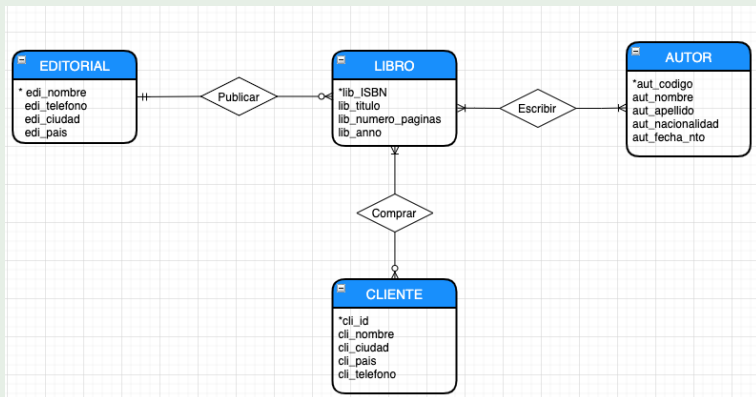 EDITORIAL
* edi_nombre
edi_telefono
edi_ciudad
edi_pais
Publicar
LIBRO
*lib_ISBN
lib_titulo
lib_numero_paginas
lib_anno
Escribir
AUTOR
*aut_codigo
aut_nombre
aut_apellido
aut_nacionalidad
aut_fecha_nto
Comprar
CLIENTE
*cli_id
cli_nombre
cli_ciudad
cli_pais
cli_telefono